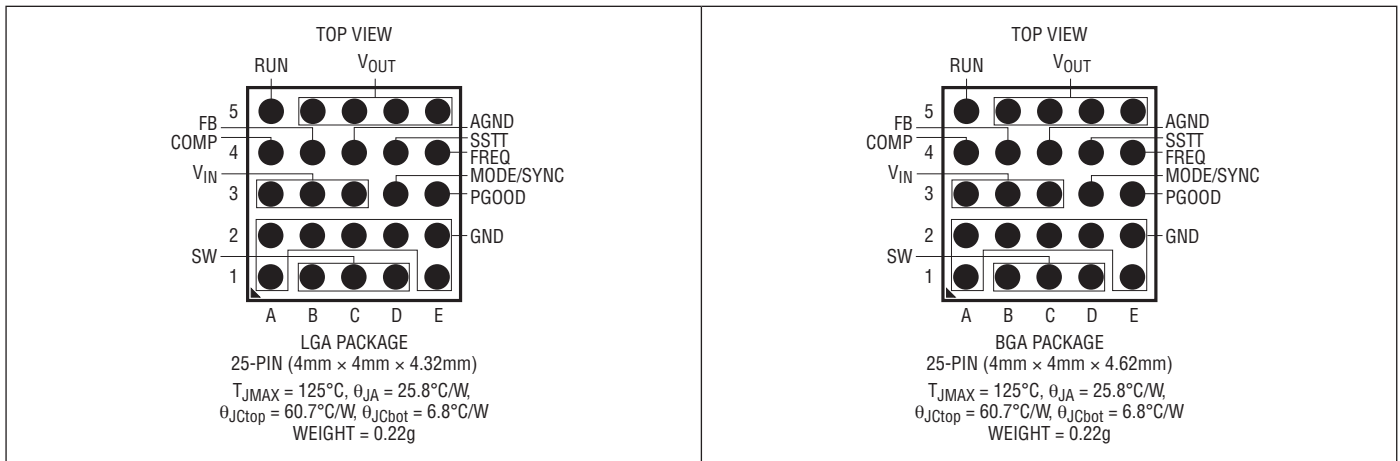 TOP VIEW
RUN
VOUT
5
FB
AGND
COMP
4
SSTT
FREQ
VIN
MODE/SYNC
3
PGOOD
2
GND
SW
1
A B C D E
LGA PACKAGE
25-PIN (4mm × 4mm × 4.32mm)
TJMAX = 125°C, θJA = 25.8°C/W,
θJCtop = 60.7°C/W, θJCbot = 6.8°C/W
WEIGHT = 0.22g
TOP VIEW
RUN
VOUT
5
FB
AGND
COMP
4
SSTT
FREQ
VIN
MODE/SYNC
3
PGOOD
2
GND
SW
1
A B C D E
BGA PACKAGE
25-PIN (4mm × 4mm × 4.62mm)
TJMAX = 125°C, θJA = 25.8°C/W,
θJCtop = 60.7°C/W, θJCbot = 6.8°C/W
WEIGHT = 0.22g